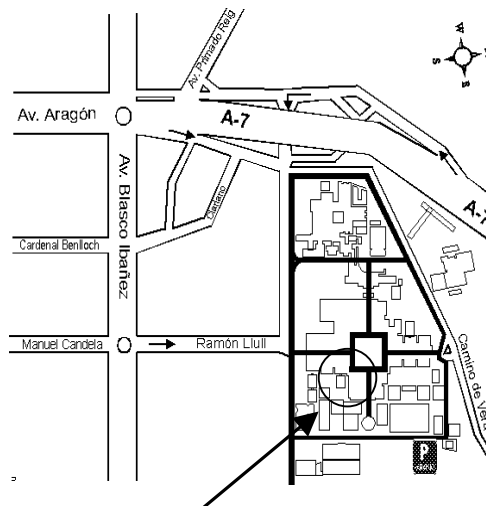 Av. Primado Reig
W
S
E
Av. Aragón
A-7
A-7
Av. Blasco Ibañez
Clariano
Cardenal Benlloch
Manuel Candela
Ramón Llull
Camino de Vera
P